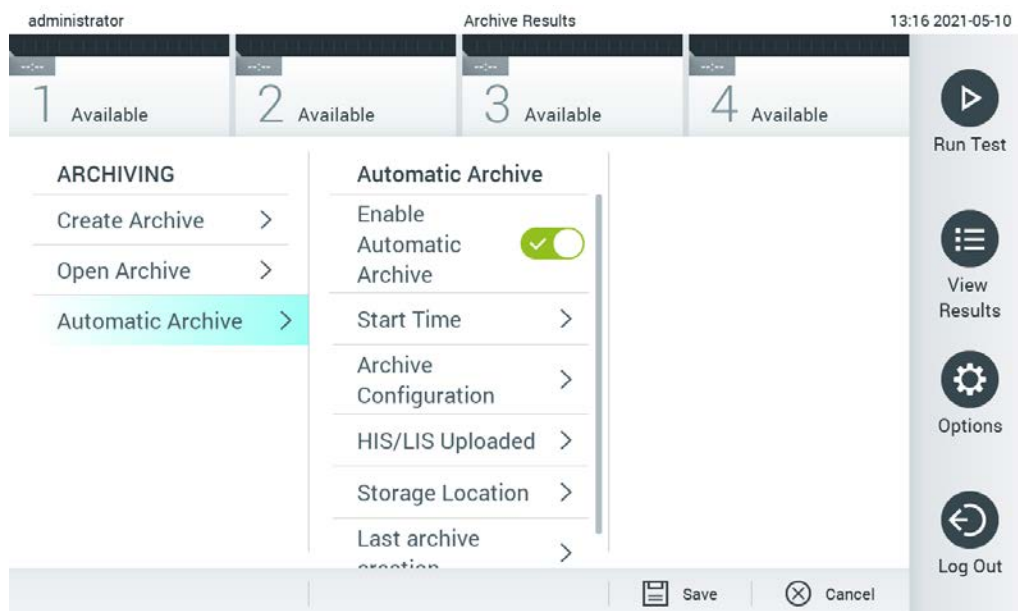 administrator
Archive Results
13:16 2021-05-10
--:--
--:--
--:--
--:--
1 Available
2 Available
3 Available
4 Available
Run Test
View
Results
Options
Log Out
ARCHIVING
Create Archive
Open Archive
Automatic Archive
Automatic Archive
Enable
Automatic
Archive
Start Time
Archive
Configuration
HIS/LIS Uploaded
Storage Location
Last archive
creation
Save
Cancel